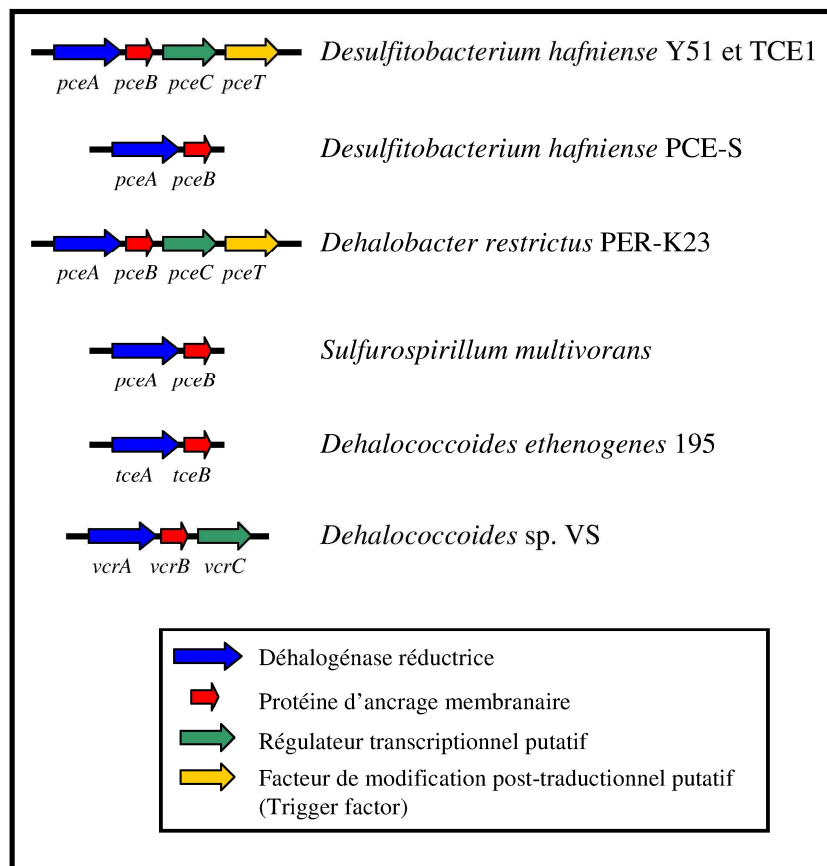 Desulfitobacterium hafniense Y51 et TCE1
pceA pceB pceC pceT
Desulfitobacterium hafniense PCE-S
pceA pceB
Dehalobacter restrictus PER-K23
pceA pceB pceC pceT
Sulfurospirillum multivorans
pceA pceB
Dehalococcoides ethenogenes 195
tceA tceB
Dehalococcoides sp. VS
vcrA vcrB vcrC
Déhalogénase réductrice
Protéine d'ancrage membranaire
Régulateur transcriptionnel putatif
Facteur de modification post-traductionnel putatif
(Trigger factor)